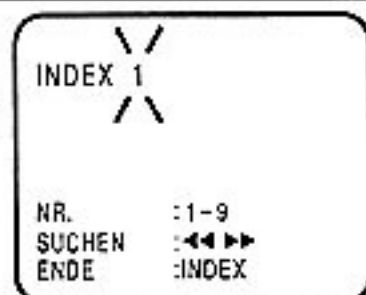 INDEX 1
NR. :1-9
SUCHEN :◀◀ ▶▶
ENDE :INDEX